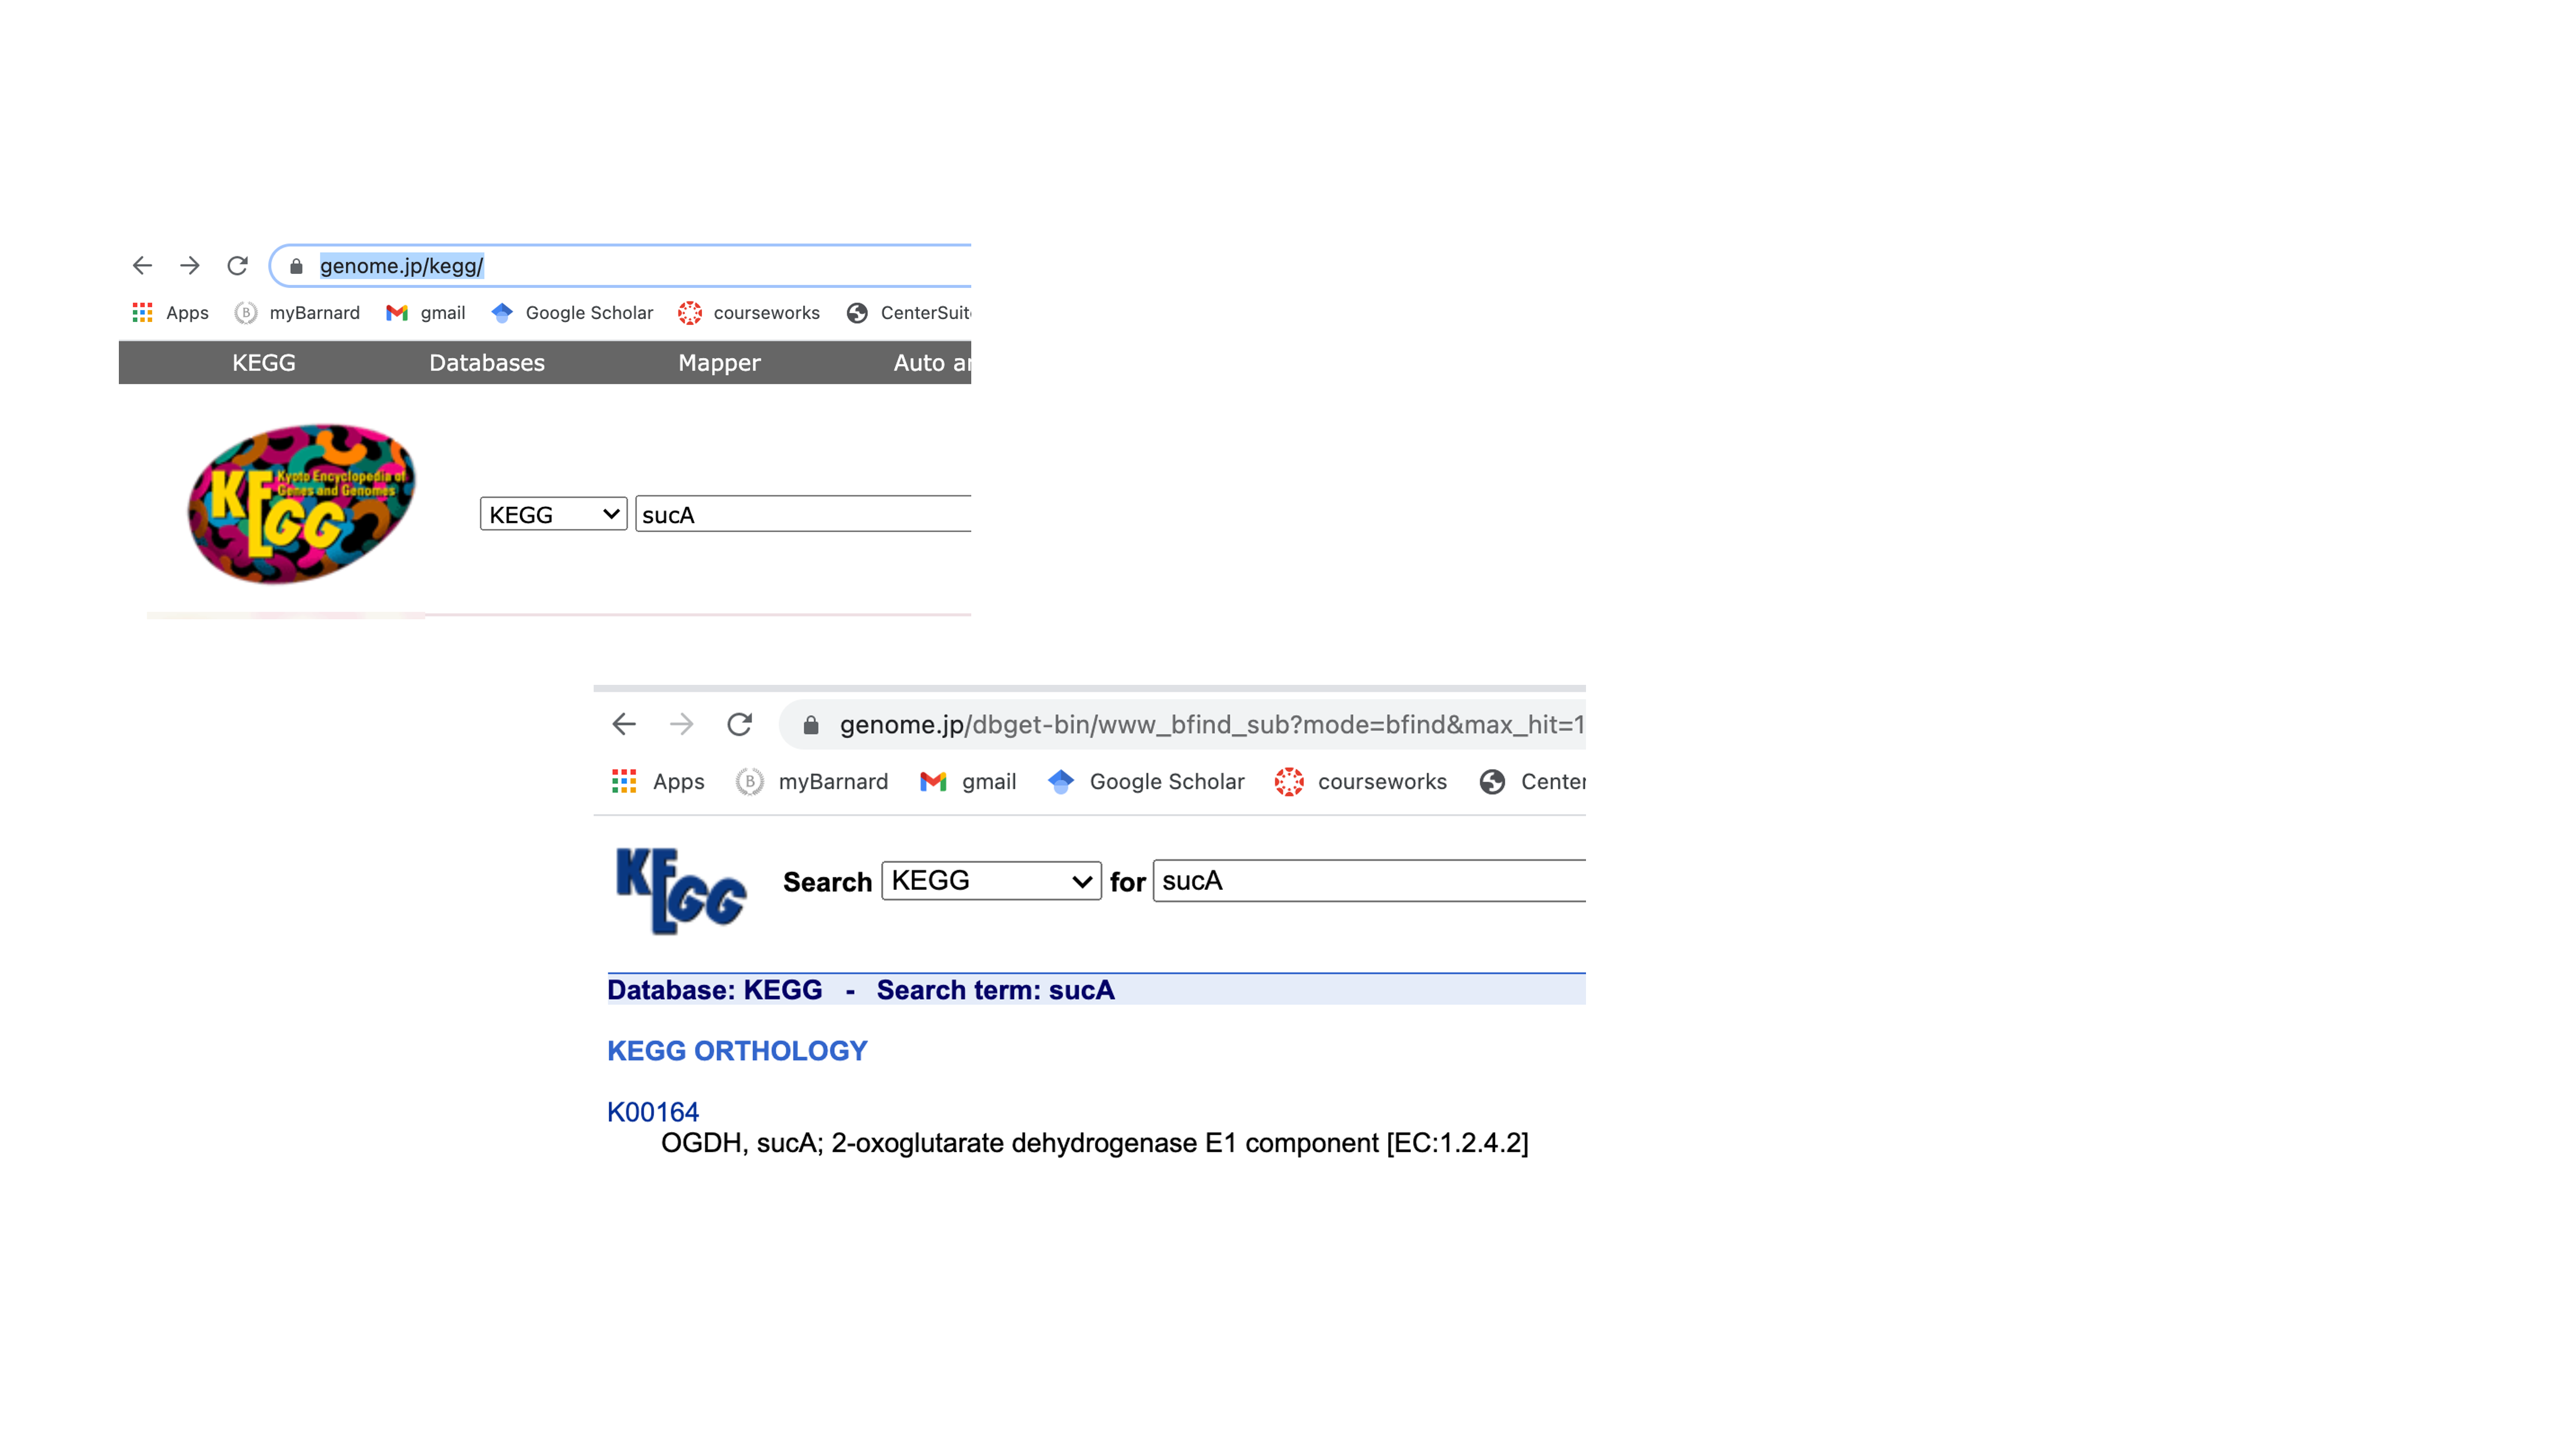 genome.jp/kegg/
Apps myBarnard gmail Google Scholar courseworks CenterSuit
KEGG Databases Mapper Auto an
KEGG
Kyoto Encyclopedia of
Genes and Genomes
KEGG sucA
genome.jp/dbget-bin/www_bfind_sub?mode=bfind&max_hit=1
Apps B myBarnard gmail Google Scholar courseworks Center
KEGG Search KEGG for sucA
Database: KEGG - Search term: sucA
KEGG ORTHOLOGY
K00164
OGDH, sucA; 2-oxoglutarate dehydrogenase E1 component [EC:1.2.4.2]